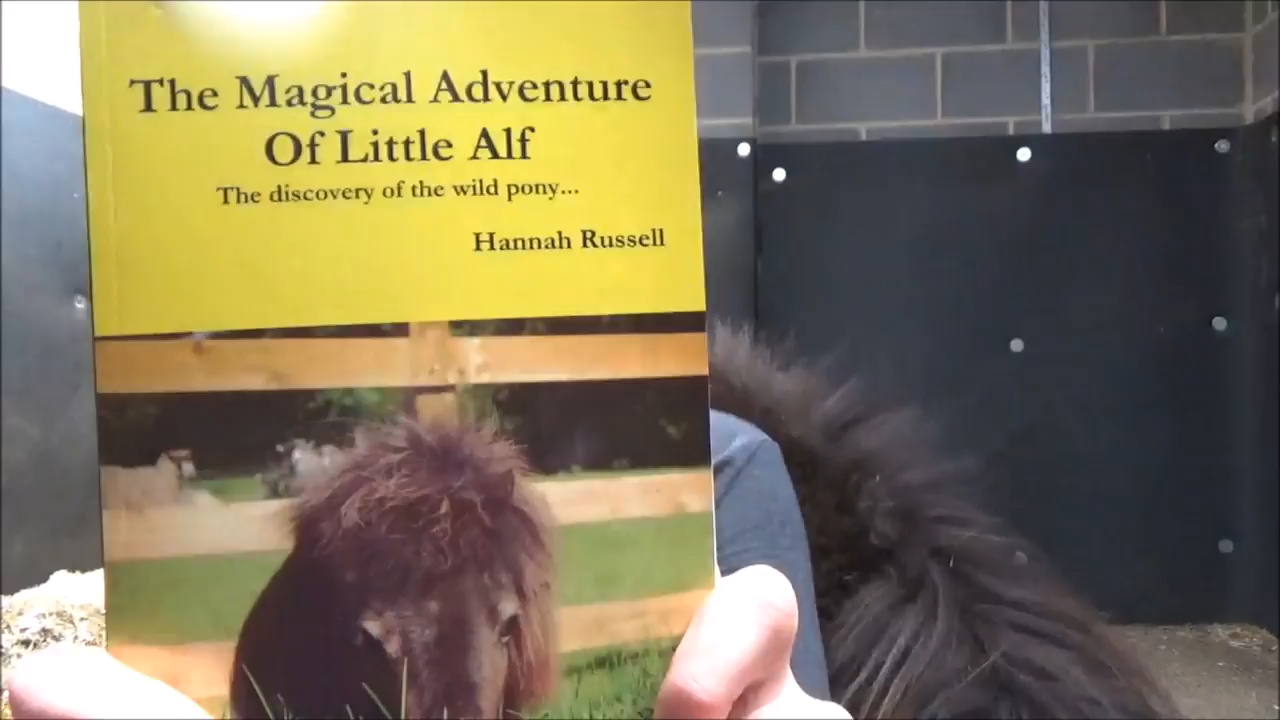 The Magical Adventure
Of Little Alf
The discovery of the wild pony...
Hannah Russell